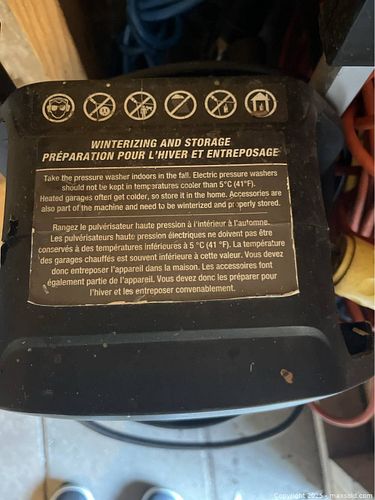 WINTERIZING AND STORAGE
PRÉPARATION POUR L'HIVER ET ENTREPOSAGE
Take the pressure washer indoors in the fall. Electric pressure washers
should not be kept in temperatures cooler than 5°C (41°F).
Heated garages often get colder, so store it in the home. Accessories are
also part of the machine and need to be winterized and properly stored.
Rangez le pulvérisateur haute pression à l'intérieur à l'automne.
Les pulvérisateurs haute pression électriques ne doivent pas être
conservés à des températures inférieures à 5 °C (41 °F). La température
des garages chauffés est souvent inférieure à cette valeur. Vous devez
donc entreposer l'appareil dans la maison. Les accessoires font
également partie de l'appareil. Vous devez donc les préparer pour
l'hiver et les entreposer convenablement.
Copyright 2025 - maxsold.com